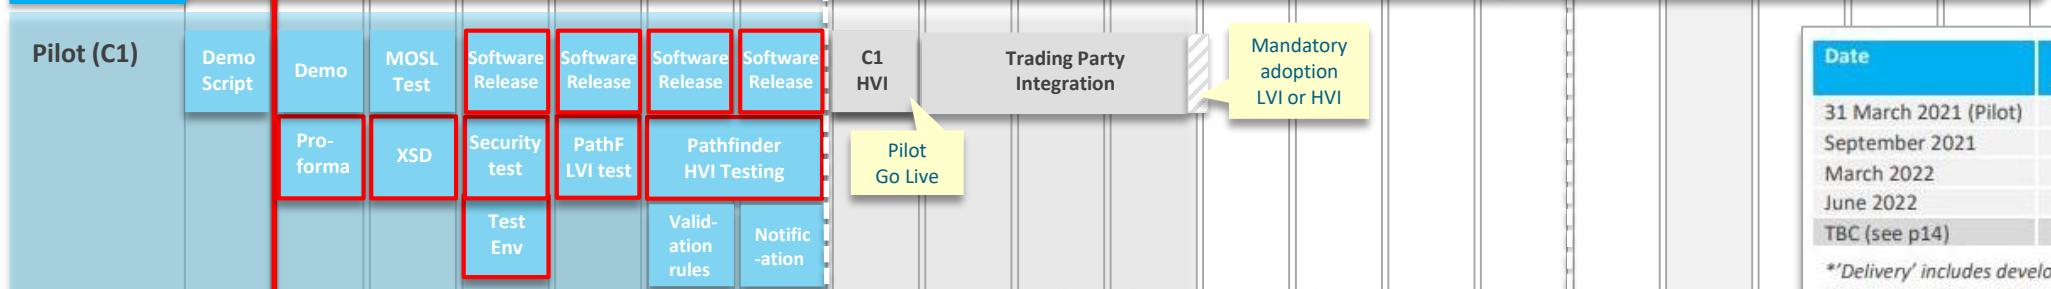 Pilot (C1)
Demo
Script
Demo
MOSL
Test
Software
Release
Software
Release
Software
Release
Software
Release
C1
HVI
Trading Party
Integration
Mandatory
adoption
LVI or HVI
Pro-
forma
XSD
Security
test
PathF
LVI test
Pathfinder
HVI Testing
Pilot
Go Live
Test
Env
Valid-
ation
rules
Notific
-ation
Date
31 March 2021 (Pilot)
September 2021
March 2022
June 2022
TBC (see p14)
*'Delivery' includes develo